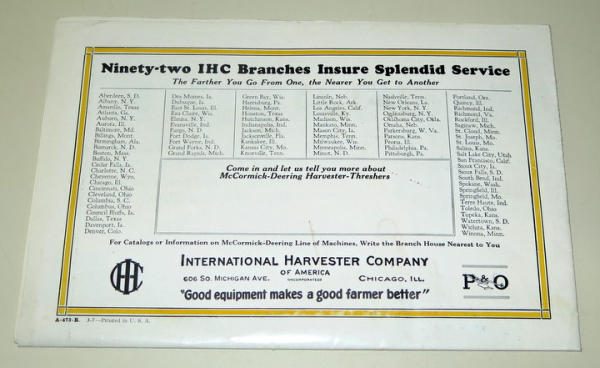 Ninety-two IHC Branches Insure Splendid Service
The Farther You Go From One, the Nearer You Get to Another
Aberdeen, S. D.
Albany, N. Y.
Amarillo, Texas
Atlanta, Ga.
Auburn, N. Y.
Aurora, Ill.
Baltimore, Md.
Billings, Mont.
Birmingham, Ala.
Bismarck, N. D.
Boston, Mass.
Buffalo, N. Y.
Cedar Falls, Ia.
Charlotte, N. C.
Cheyenne, Wyo.
Chicago, Ill.
Cincinnati, Ohio
Cleveland, Ohio
Columbia, S. C.
Columbus, Ohio
Council Bluffs, Ia.
Dallas, Texas
Davenport, Ia.
Denver, Colo.
Des Moines, Ia.
Dubuque, Ia.
East St. Louis, Ill.
Eau Claire, Wis.
Elmira, N. Y.
Evansville, Ind.
Fargo, N. D.
Fort Dodge, Ia.
Fort Wayne, Ind.
Grand Forks, N. D.
Grand Rapids, Mich.
Green Bay, Wis.
Harrisburg, Pa.
Helena, Mont.
Houston, Texas
Hutchinson, Kans.
Indianapolis, Ind.
Jackson, Mich.
Jacksonville, Fla.
Kankakee, Ill.
Kansas City, Mo.
Knoxville, Tenn.
Lincoln, Neb.
Little Rock, Ark.
Los Angeles, Calif.
Louisville, Ky.
Madison, Wis.
Mankato, Minn.
Mason City, Ia.
Memphis, Tenn.
Milwaukee, Wis.
Minneapolis, Minn.
Minot, N. D.
Nashville, Tenn.
New Orleans, La.
New York, N. Y.
Ogdensburg, N. Y.
Oklahoma City, Okla.
Omaha, Neb.
Parkersburg, W. Va.
Parsons, Kans.
Peoria, Ill.
Philadelphia, Pa.
Pittsburgh, Pa.
Portland, Ore.
Quincy, Ill.
Richmond, Ind.
Richmond, Va.
Rockford, Ill.
Saginaw, Mich.
St. Cloud, Minn.
St. Joseph, Mo.
St. Louis, Mo.
Salina, Kans.
Salt Lake City, Utah
San Francisco, Calif.
Sioux City, Ia.
Sioux Falls, S. D.
South Bend, Ind.
Spokane, Wash.
Springfield, Ill.
Springfield, Mo.
Terre Haute, Ind.
Toledo, Ohio
Topeka, Kans.
Watertown, S. D.
Wichita, Kans.
Winona, Minn.
Come in and let us tell you more about
McCormick-Deering Harvester-Threshers
For Catalogs or Information on McCormick-Deering Line of Machines, Write the Branch House Nearest to You
IHC
INTERNATIONAL HARVESTER COMPANY
OF AMERICA
606 So. MICHIGAN AVE. INCORPORATED CHICAGO, ILL.
P&O
"Good equipment makes a good farmer better"
A-473-R. 3-7—Printed in U. S. A.